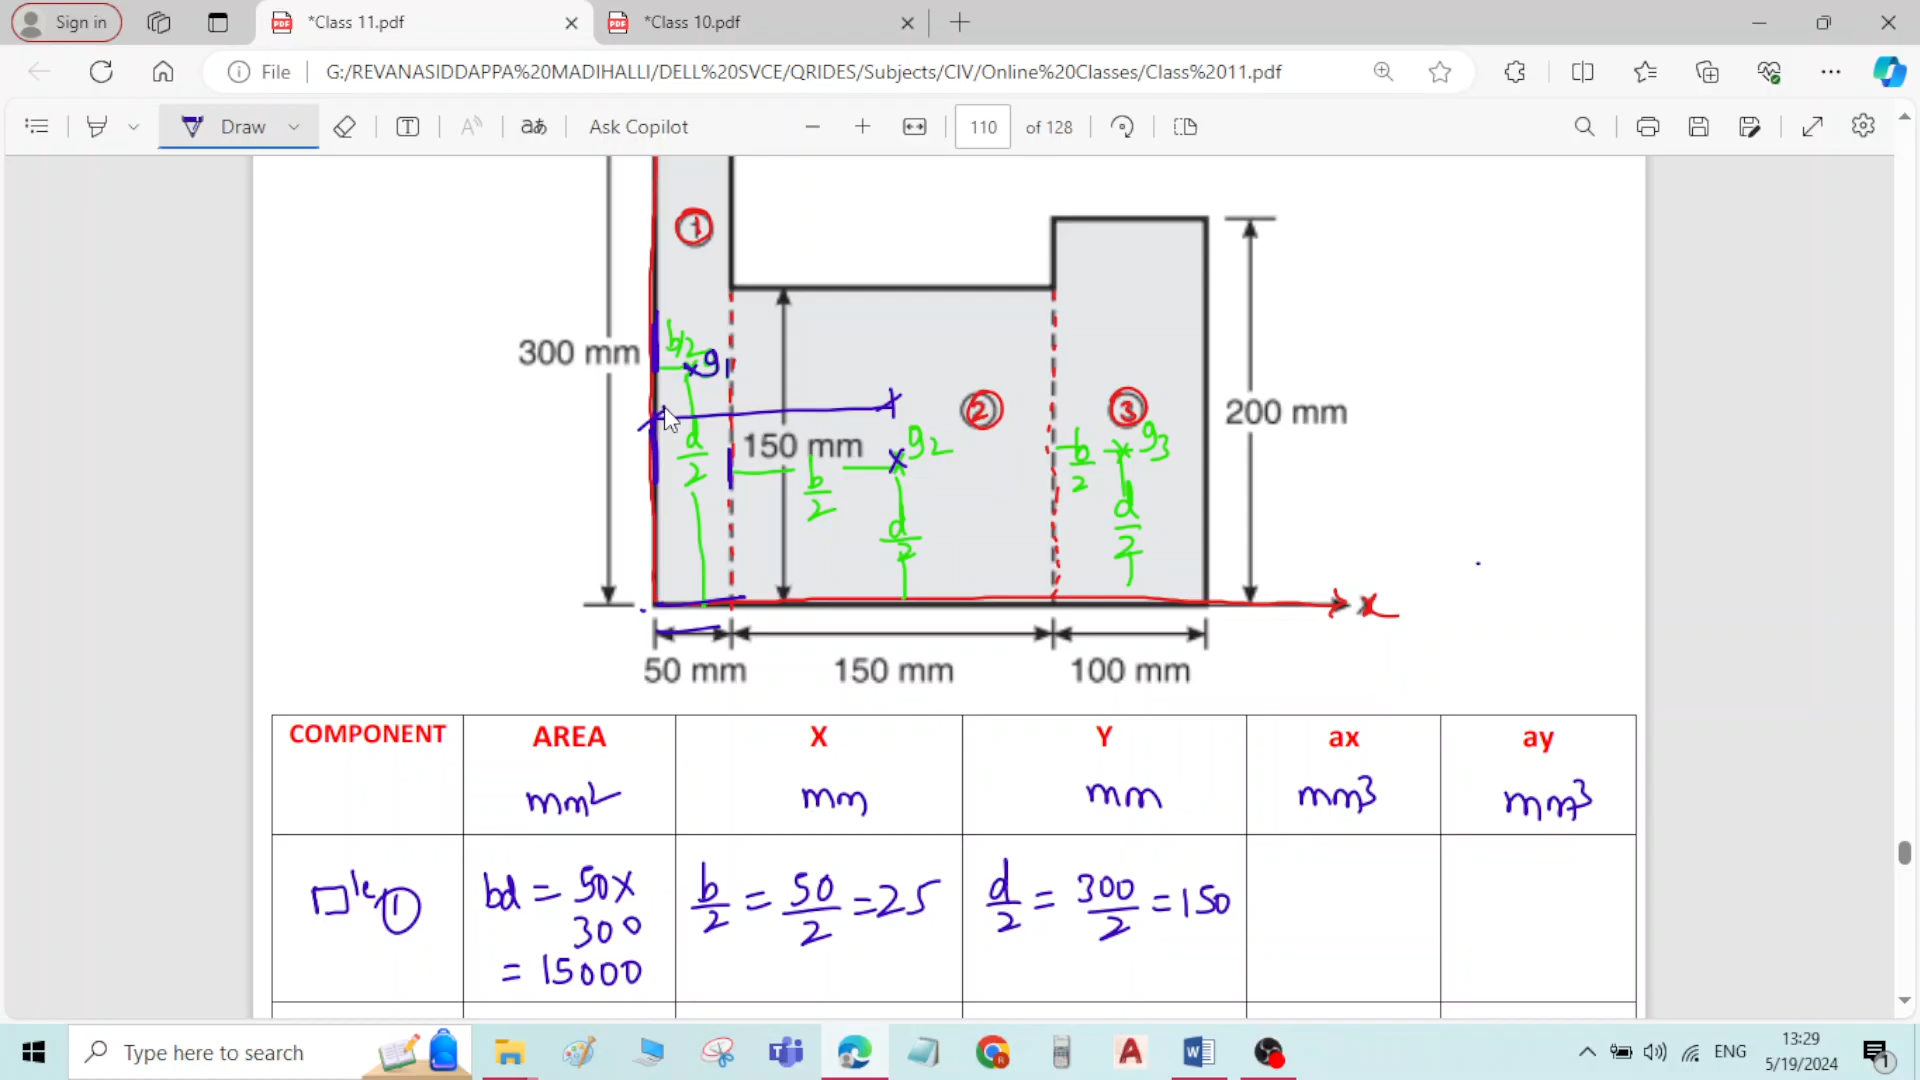 Sign in
*Class 11.pdf
*Class 10.pdf
File
G:/REVANASIDDAPPA%20MADIHALLI/DELL%20SVCE/QRIDES/Subjects/CIV/Online%20Classes/Class%2011.pdf
Draw
Ask Copilot
110 of 128
1
b/2
g1
300 mm
2
3
200 mm
d/2
150 mm
g2
g3
b/2
b/2
d/2
d/2
x
50 mm
150 mm
100 mm
COMPONENT AREA X Y ax ay
mm2 mm mm mm3 mm3
□le 1 bd = 50x b/2 = 50/2 = 25 d/2 = 300/2 = 150
300
= 15000
Type here to search
ENG
13:29
5/19/2024
1